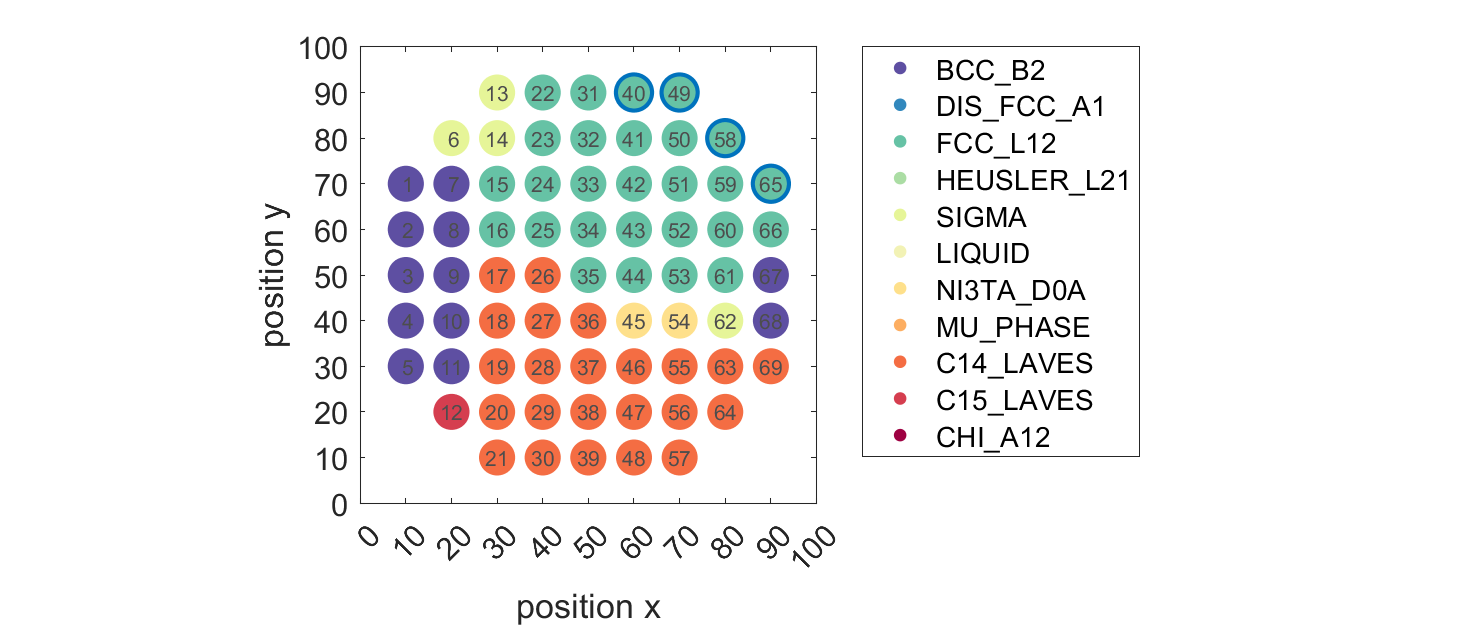 100
90
80
70
60
50
40
30
20
10
0
position y
13 22 31 40 49
6 14 23 32 41 50 58
1 7 15 24 33 42 51 59 65
2 8 16 25 34 43 52 60 66
3 9 17 26 35 44 53 61 67
4 10 18 27 36 45 54 62 68
5 11 19 28 37 46 55 63 69
12 20 29 38 47 56 64
21 30 39 48 57
0 10 20 30 40 50 60 70 80 90 100
position x
BCC_B2
DIS_FCC_A1
FCC_L12
HEUSLER_L21
SIGMA
LIQUID
NI3TA_D0A
MU_PHASE
C14_LAVES
C15_LAVES
CHI_A12